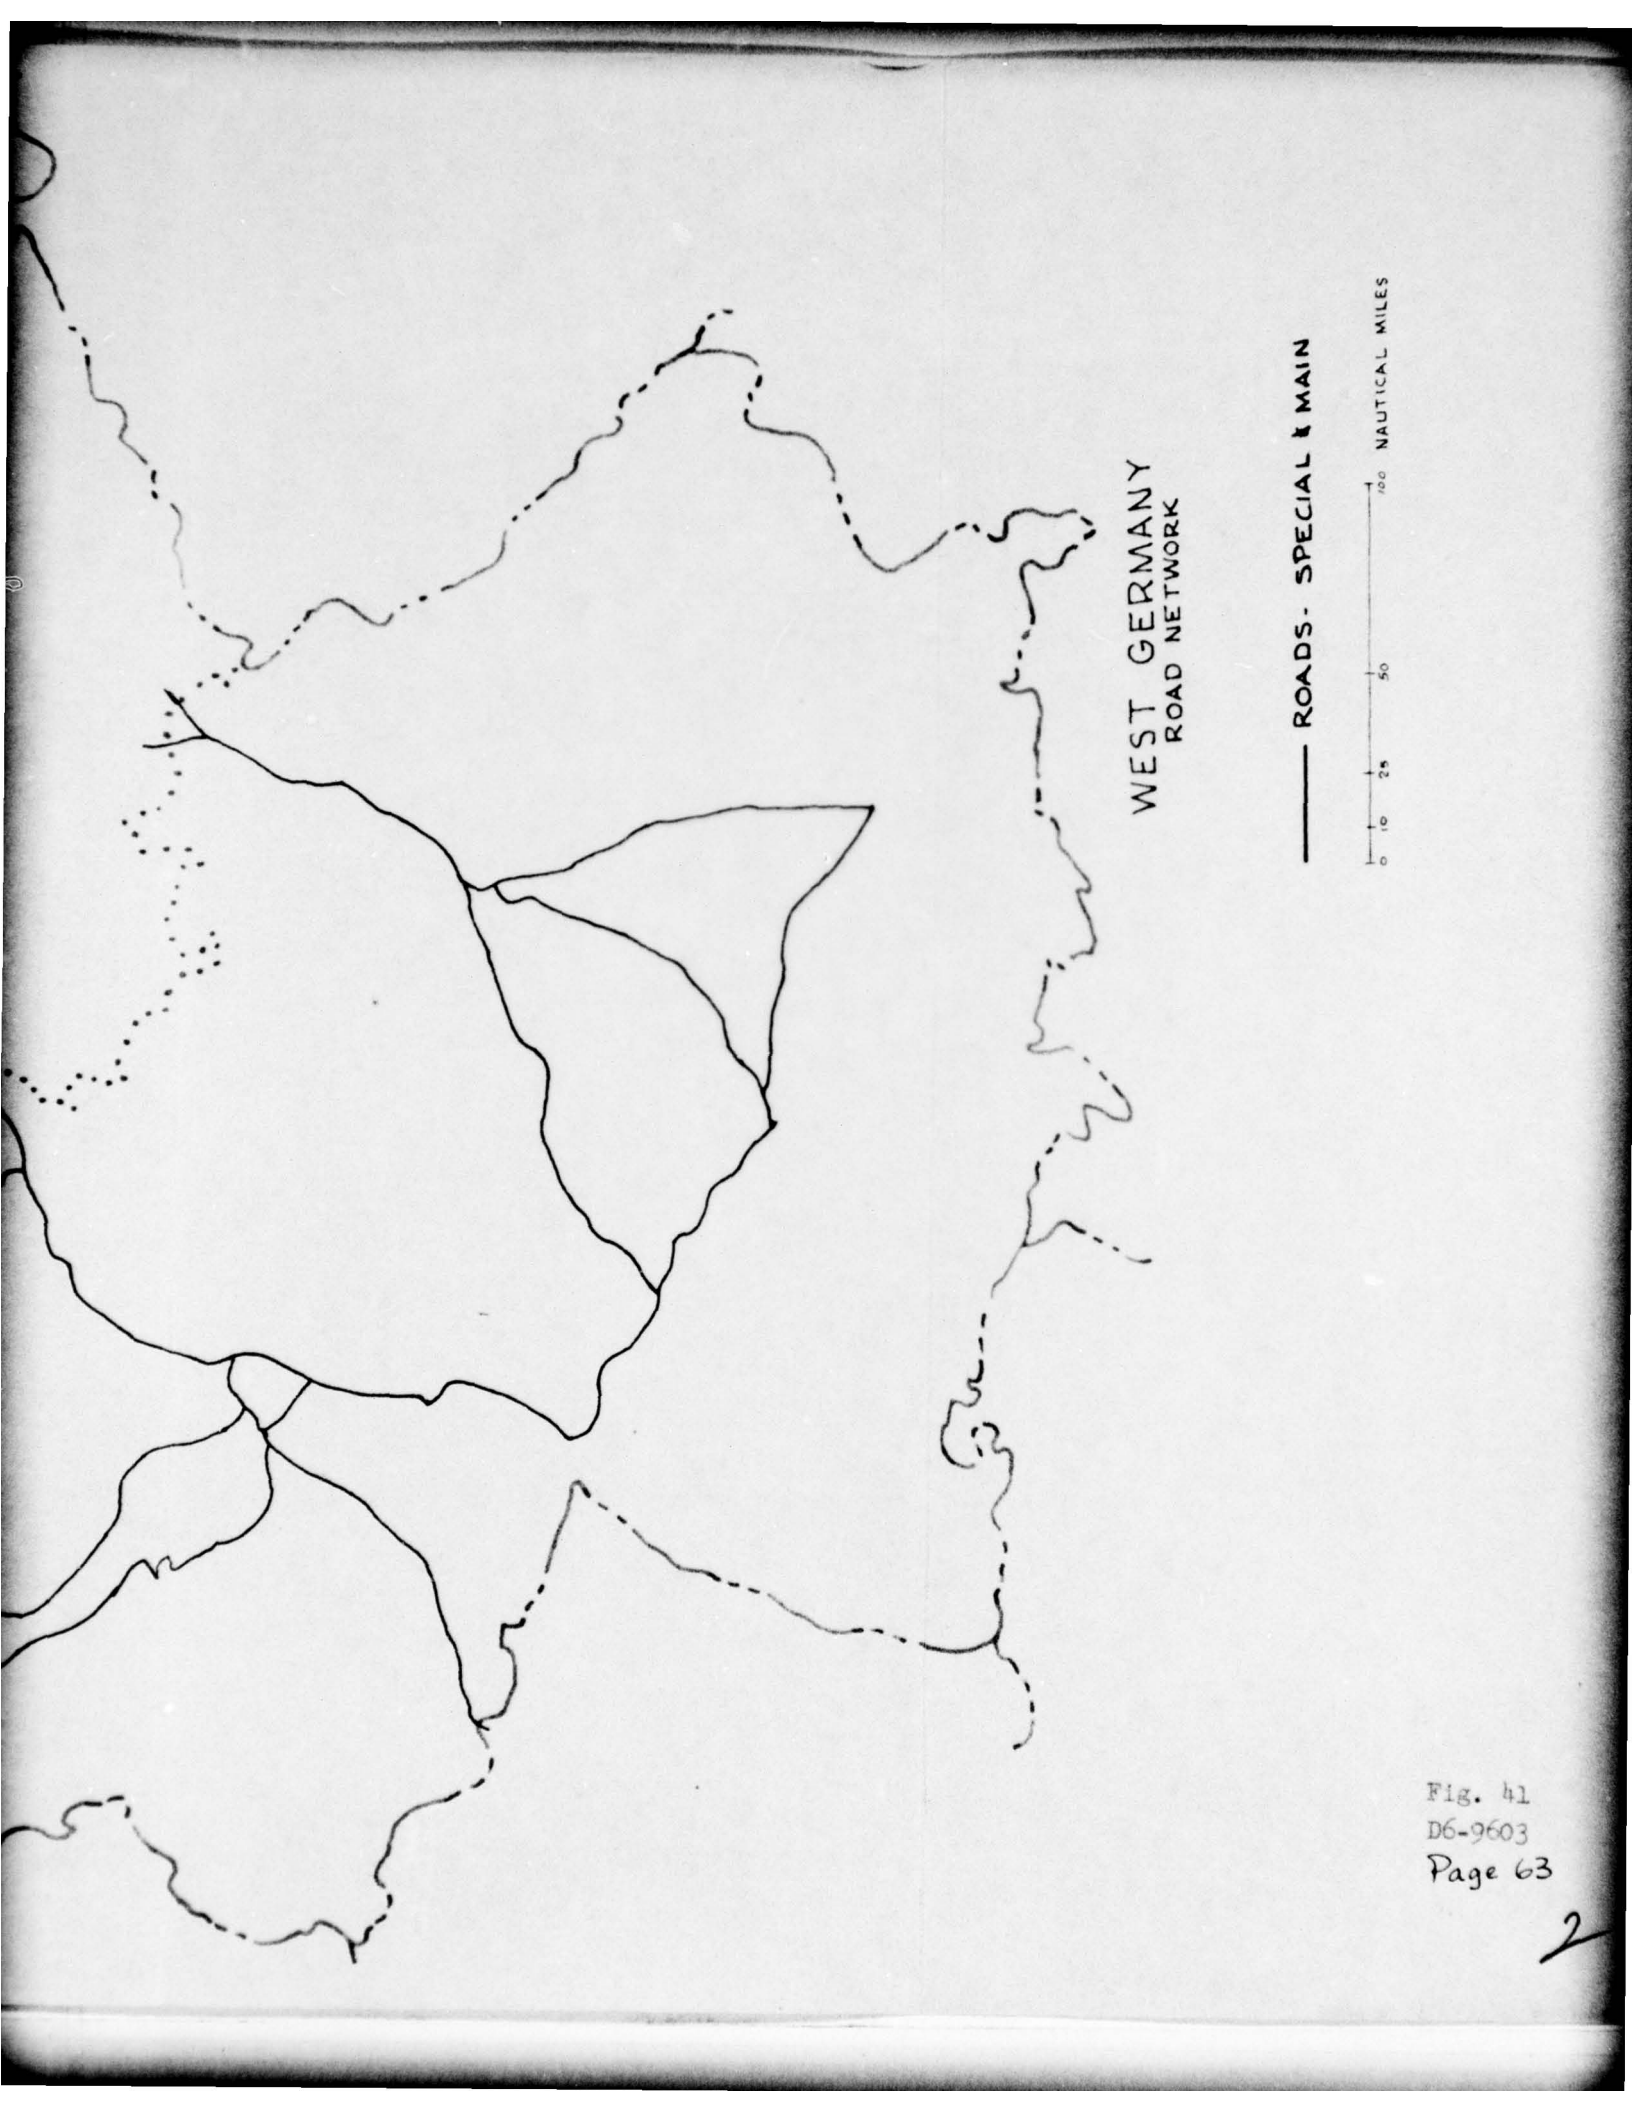 WEST GERMANY
ROAD NETWORK
ROADS- SPECIAL & MAIN
0 10 25 50 100 NAUTICAL MILES
Fig. 41
D6-9603
Page 63
2